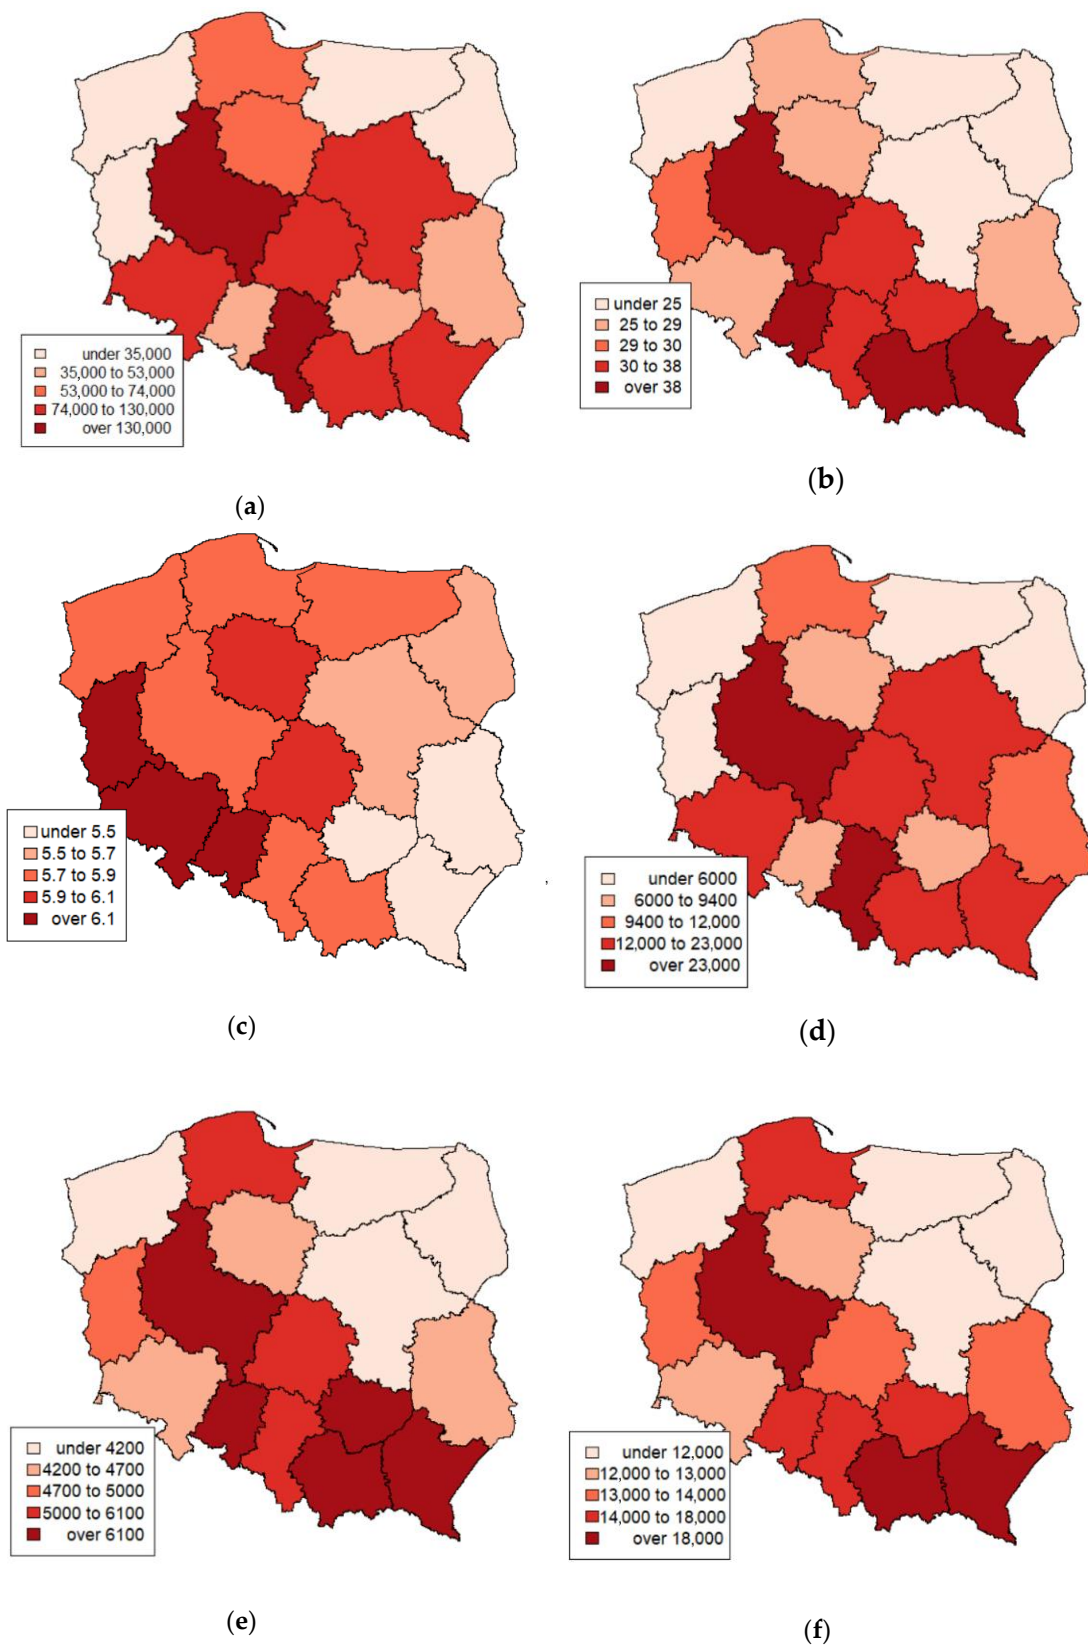 under 35,000
35,000 to 53,000
53,000 to 74,000
74,000 to 130,000
over 130,000
(a)
under 25
25 to 29
29 to 30
30 to 38
over 38
(b)
under 5.5
5.5 to 5.7
5.7 to 5.9
5.9 to 6.1
over 6.1
(c)
,
under 6000
6000 to 9400
9400 to 12,000
12,000 to 23,000
over 23,000
(d)
under 4200
4200 to 4700
4700 to 5000
5000 to 6100
over 6100
(e)
under 12,000
12,000 to 13,000
13,000 to 14,000
14,000 to 18,000
over 18,000
(f)